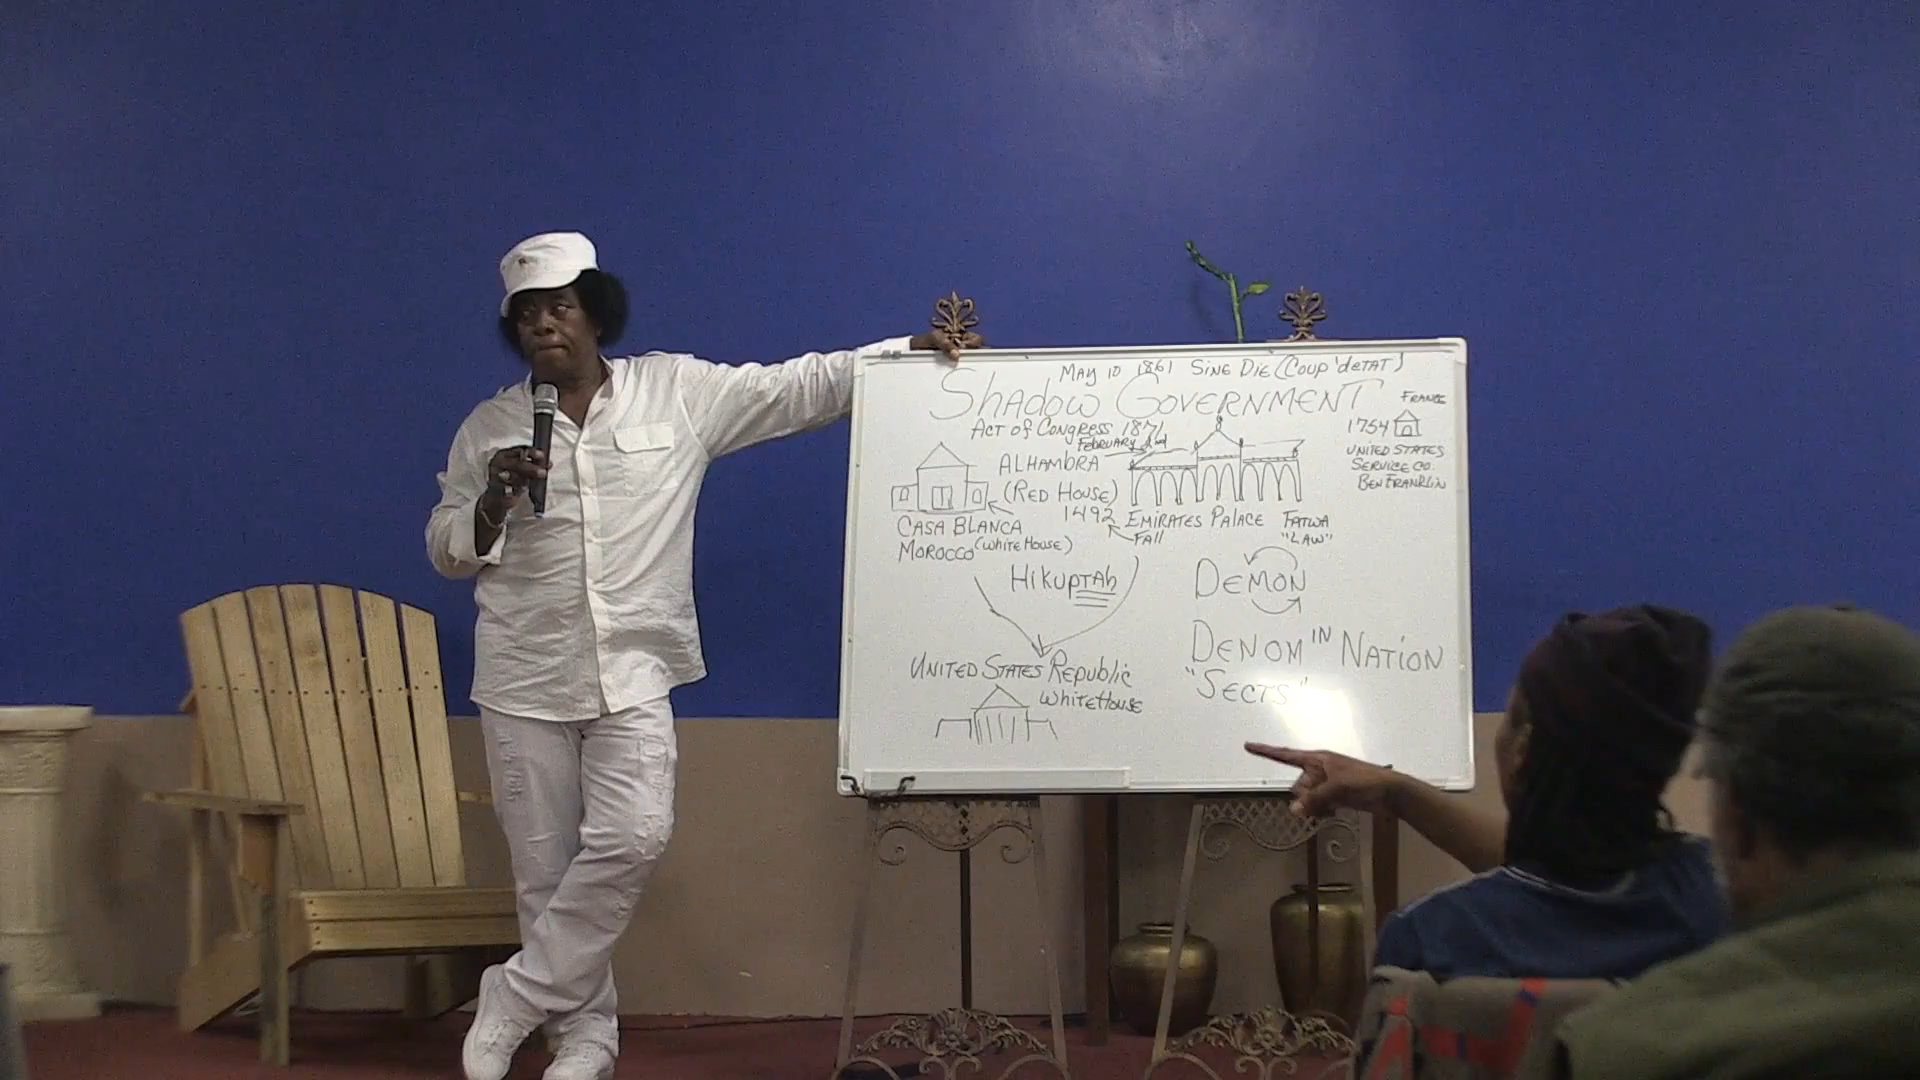 MAY 10 1861 SINE DIE (COUP 'deTAT')
SHADOW GOVERNMENT
ACT OF CONGRESS 1871
FEBRUARY 2nd
FRANCE
1754
UNITED STATES
SERVICE CO.
BEN FRANKLIN
ALHAMBRA
(RED HOUSE)
1492
FALL
CASA BLANCA
MOROCCO (WHITE HOUSE)
EMIRATES PALACE
FATWA
"LAW"
HIKUPTAh
DEMON
DENOM IN NATION
"SECTS"
UNITED STATES REPUBLIC
WHITEHOUSE